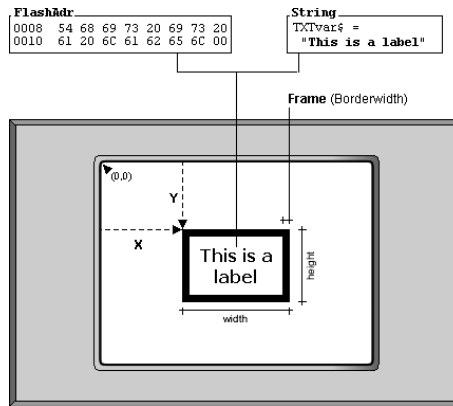 FlashAdr
0008 54 68 69 73 20 69 73 20
0010 61 20 6C 61 62 65 6C 00
String
TXTvar$ =
"This is a label"
Frame (Borderwidth)
(0,0)
Y
X
This is a
label
height
width